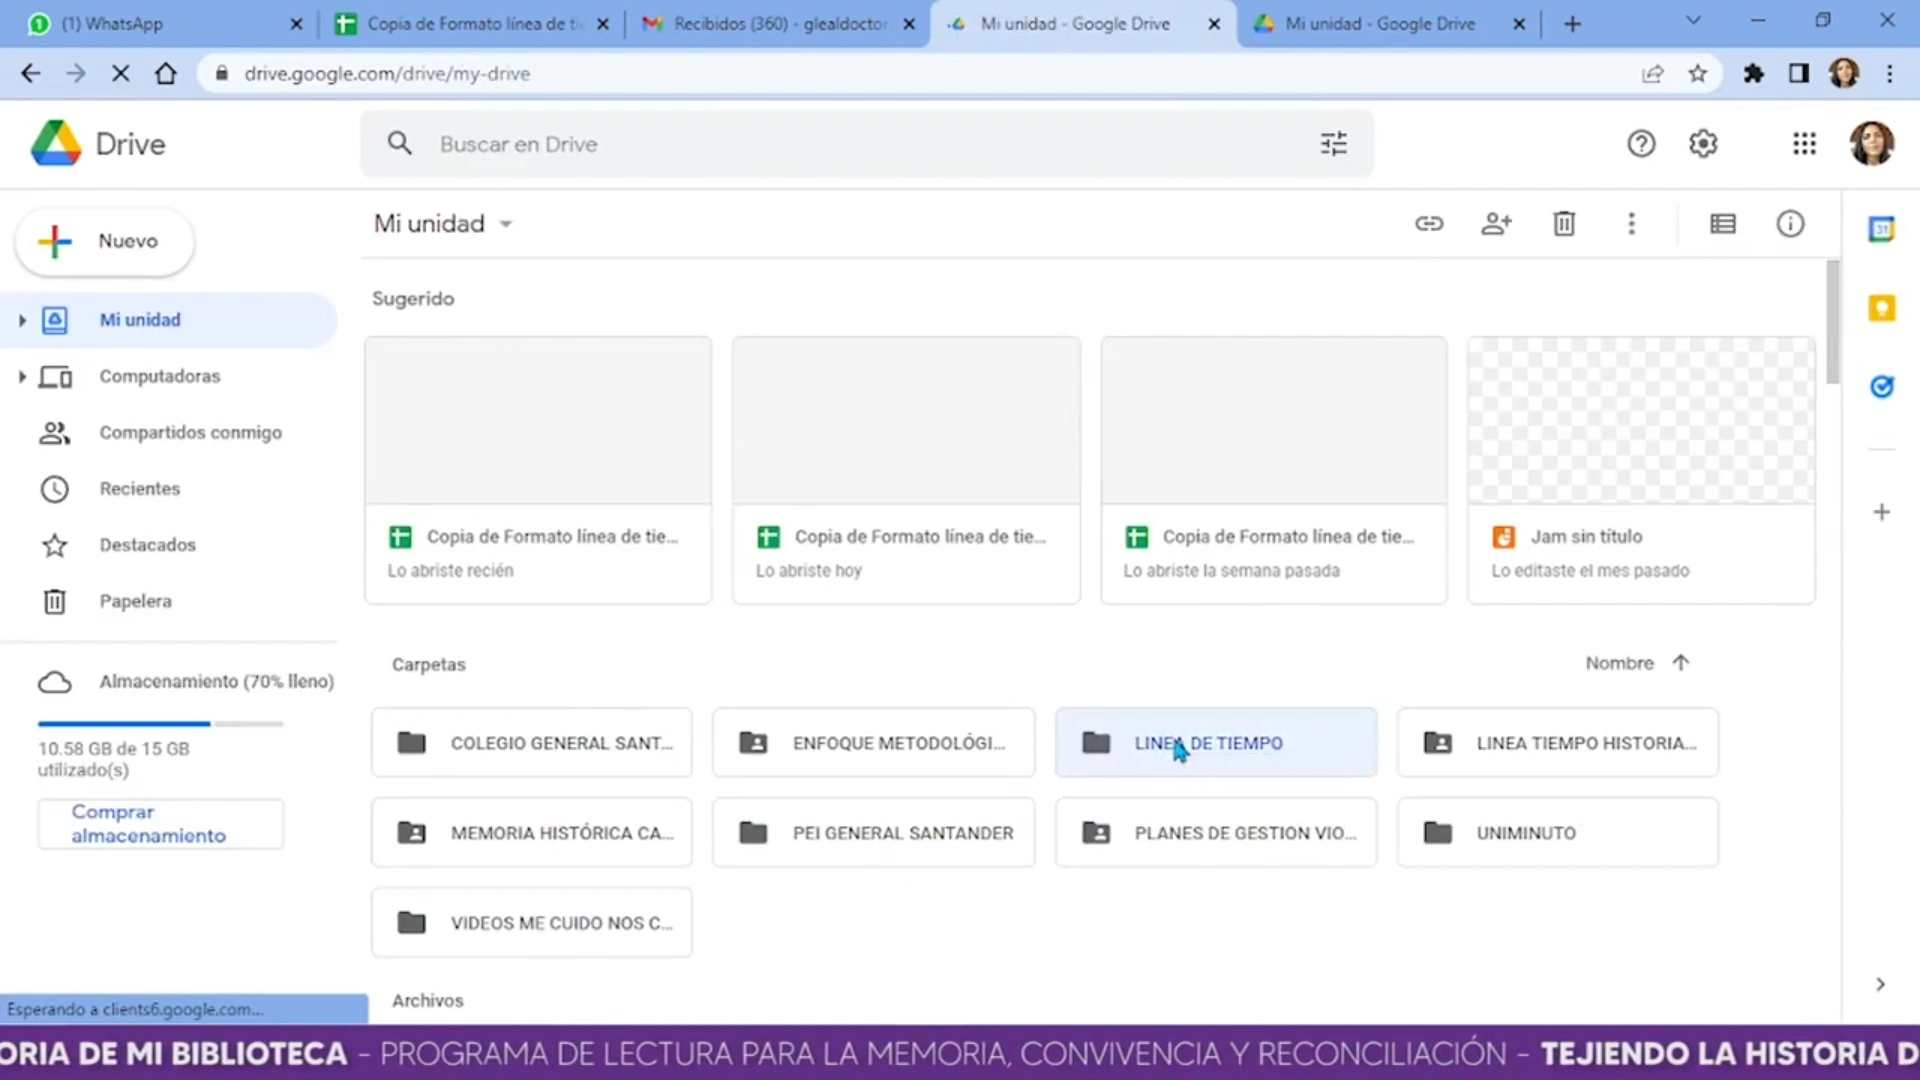 (1) WhatsApp
Copia de Formato línea de tie
Recibidos (360) - glealdoctor
Mi unidad - Google Drive
Mi unidad - Google Drive
drive.google.com/drive/my-drive
Drive
Buscar en Drive
Nuevo
Mi unidad
Computadoras
Compartidos conmigo
Recientes
Destacados
Papelera
Almacenamiento (70% lleno)
10.58 GB de 15 GB
utilizado(s)
Comprar
almacenamiento
Mi unidad
31
Sugerido
Copia de Formato línea de tie...
Lo abriste recién
Copia de Formato línea de tie...
Lo abriste hoy
Copia de Formato línea de tie...
Lo abriste la semana pasada
Jam sin título
Lo editaste el mes pasado
Carpetas
Nombre
COLEGIO GENERAL SANT...
ENFOQUE METODOLÓGI...
LINEA DE TIEMPO
LINEA TIEMPO HISTORIA...
MEMORIA HISTÓRICA CA...
PEI GENERAL SANTANDER
PLANES DE GESTION VIO...
UNIMINUTO
VIDEOS ME CUIDO NOS C...
Archivos
Esperando a clients6.google.com...
ORIA DE MI BIBLIOTECA - PROGRAMA DE LECTURA PARA LA MEMORIA, CONVIVENCIA Y RECONCILIACIÓN - TEJIENDO LA HISTORIA D